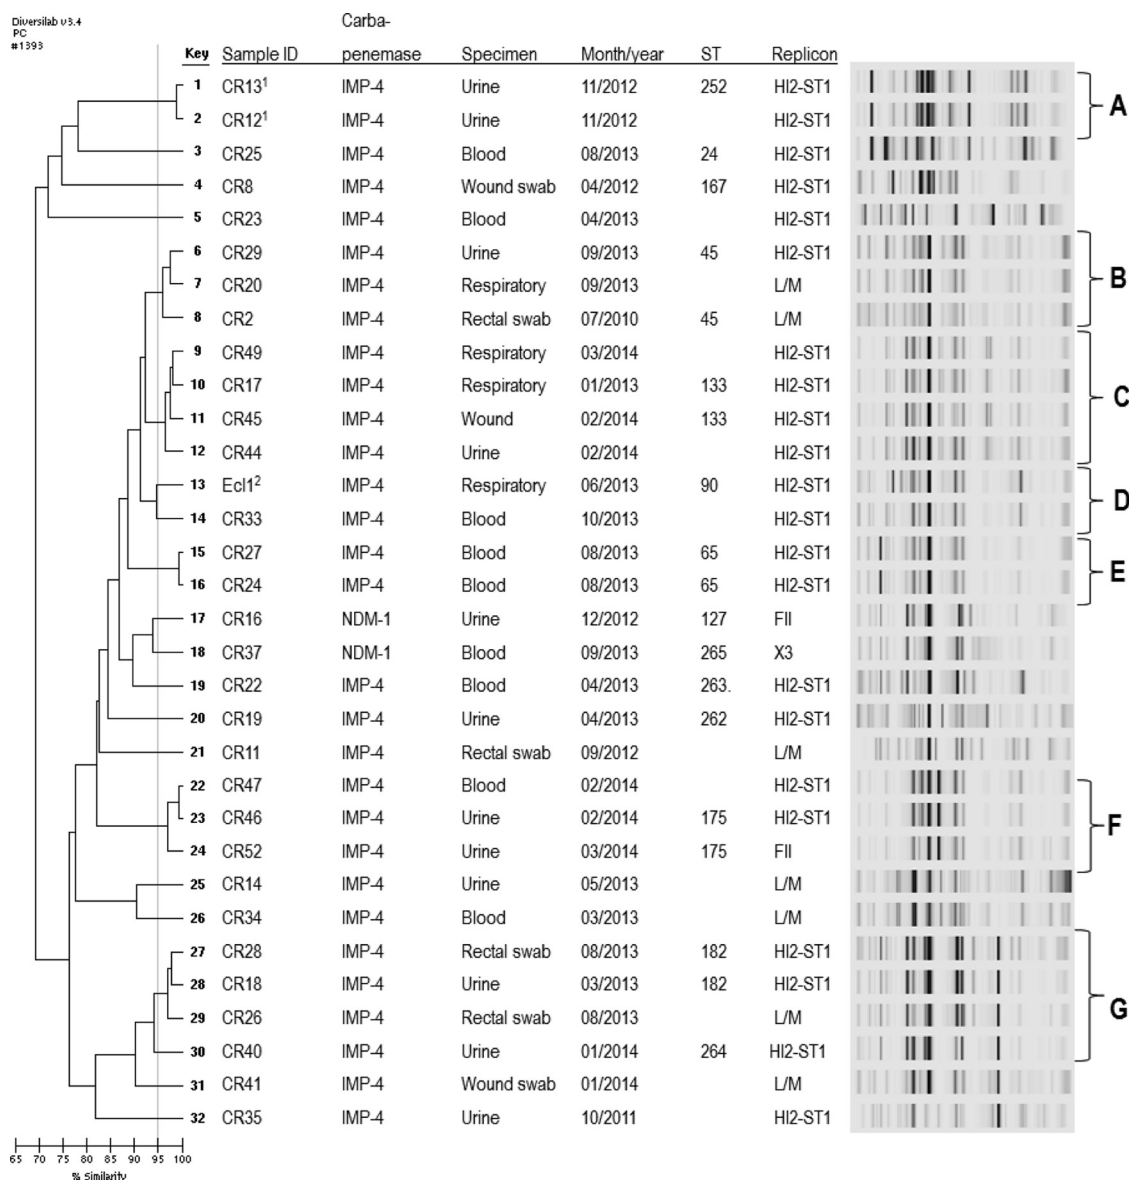 Diversilab v3.4
PC
#1393
Carba-
Key Sample ID penemase Specimen Month/year ST Replicon
1 CR13¹ IMP-4 Urine 11/2012 252 HI2-ST1
2 CR12¹ IMP-4 Urine 11/2012 HI2-ST1
A
3 CR25 IMP-4 Blood 08/2013 24 HI2-ST1
4 CR8 IMP-4 Wound swab 04/2012 167 HI2-ST1
5 CR23 IMP-4 Blood 04/2013 HI2-ST1
6 CR29 IMP-4 Urine 09/2013 45 HI2-ST1
7 CR20 IMP-4 Respiratory 09/2013 L/M
B
8 CR2 IMP-4 Rectal swab 07/2010 45 L/M
9 CR49 IMP-4 Respiratory 03/2014 HI2-ST1
10 CR17 IMP-4 Respiratory 01/2013 133 HI2-ST1
C
11 CR45 IMP-4 Wound 02/2014 133 HI2-ST1
12 CR44 IMP-4 Urine 02/2014 HI2-ST1
13 Ecl1² IMP-4 Respiratory 06/2013 90 HI2-ST1
D
14 CR33 IMP-4 Blood 10/2013 HI2-ST1
15 CR27 IMP-4 Blood 08/2013 65 HI2-ST1
E
16 CR24 IMP-4 Blood 08/2013 65 HI2-ST1
17 CR16 NDM-1 Urine 12/2012 127 FII
18 CR37 NDM-1 Blood 09/2013 265 X3
19 CR22 IMP-4 Blood 04/2013 263. HI2-ST1
20 CR19 IMP-4 Urine 04/2013 262 HI2-ST1
21 CR11 IMP-4 Rectal swab 09/2012 L/M
22 CR47 IMP-4 Blood 02/2014 HI2-ST1
23 CR46 IMP-4 Urine 02/2014 175 HI2-ST1
F
24 CR52 IMP-4 Urine 03/2014 175 FII
25 CR14 IMP-4 Urine 05/2013 L/M
26 CR34 IMP-4 Blood 03/2013 L/M
27 CR28 Rectal swab IMP-4 08/2013 182 HI2-ST1
28 CR18 IMP-4 Urine 03/2013 182 HI2-ST1
G
29 CR26 IMP-4 Rectal swab 08/2013 L/M
30 CR40 IMP-4 Urine 01/2014 264 HI2-ST1
31 CR41 IMP-4 Wound swab 01/2014 L/M
32 CR35 IMP-4 Urine 10/2011 HI2-ST1
65 70 75 80 85 90 95 100
% Similarity